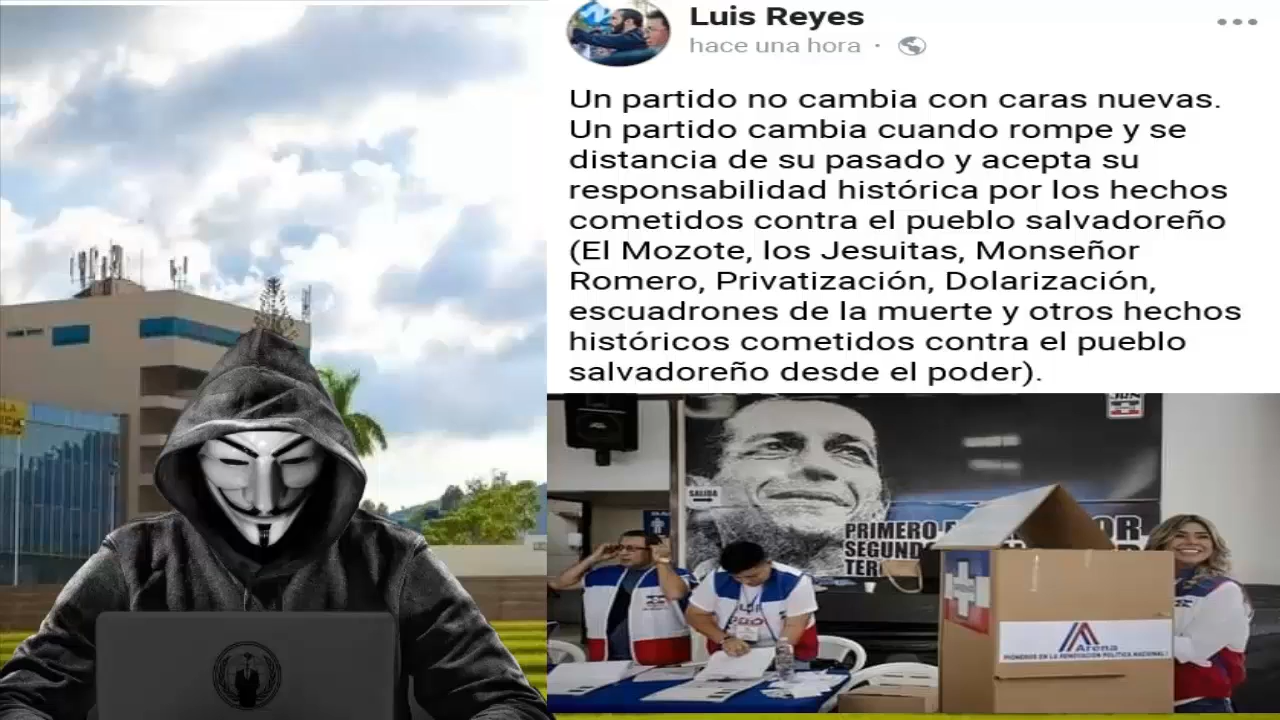 Luis Reyes
hace una hora ·
Un partido no cambia con caras nuevas.
Un partido cambia cuando rompe y se
distancia de su pasado y acepta su
responsabilidad histórica por los hechos
cometidos contra el pueblo salvadoreño
(El Mozote, los Jesuitas, Monseñor
Romero, Privatización, Dolarización,
escuadrones de la muerte y otros hechos
históricos cometidos contra el pueblo
salvadoreño desde el poder).
SALIDA
PRIMERO
SEGUND
TER
OR
Arena
PIONEROS EN LA RENOVACIÓN POLÍTICA NACIONAL!